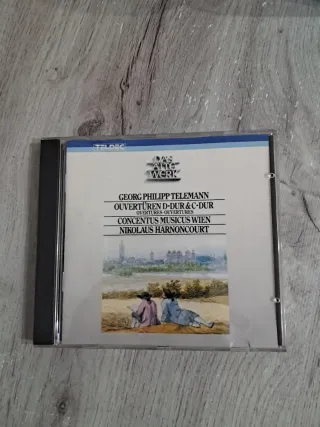 TELDEC
DAS
ALTE
WERK
GEORG PHILIPP TELEMANN
OUVERTÜREN D-DUR & C-DUR
OVERTURES · OUVERTURES
CONCENTUS MUSICUS WIEN
NIKOLAUS HARNONCOURT